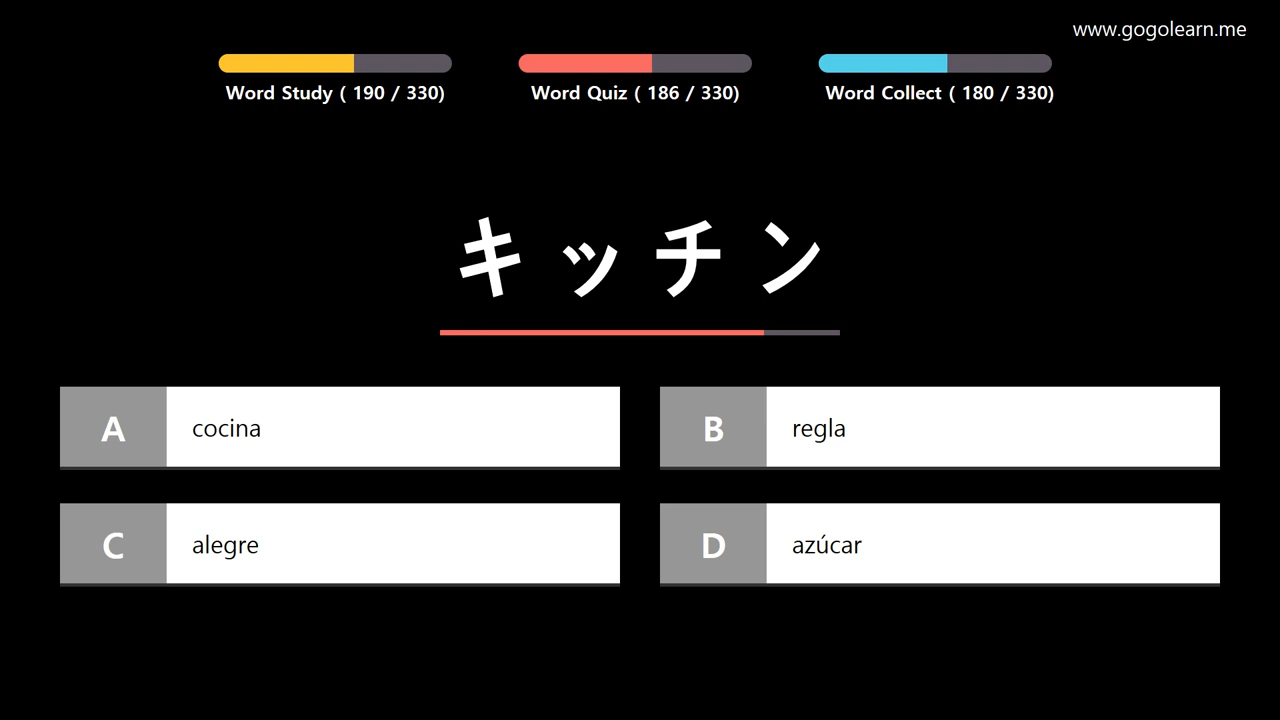 www.gogolearn.me
Word Study ( 190 / 330)
Word Quiz ( 186 / 330)
Word Collect ( 180 / 330)
キッチン
A cocina
B regla
C alegre
D azúcar